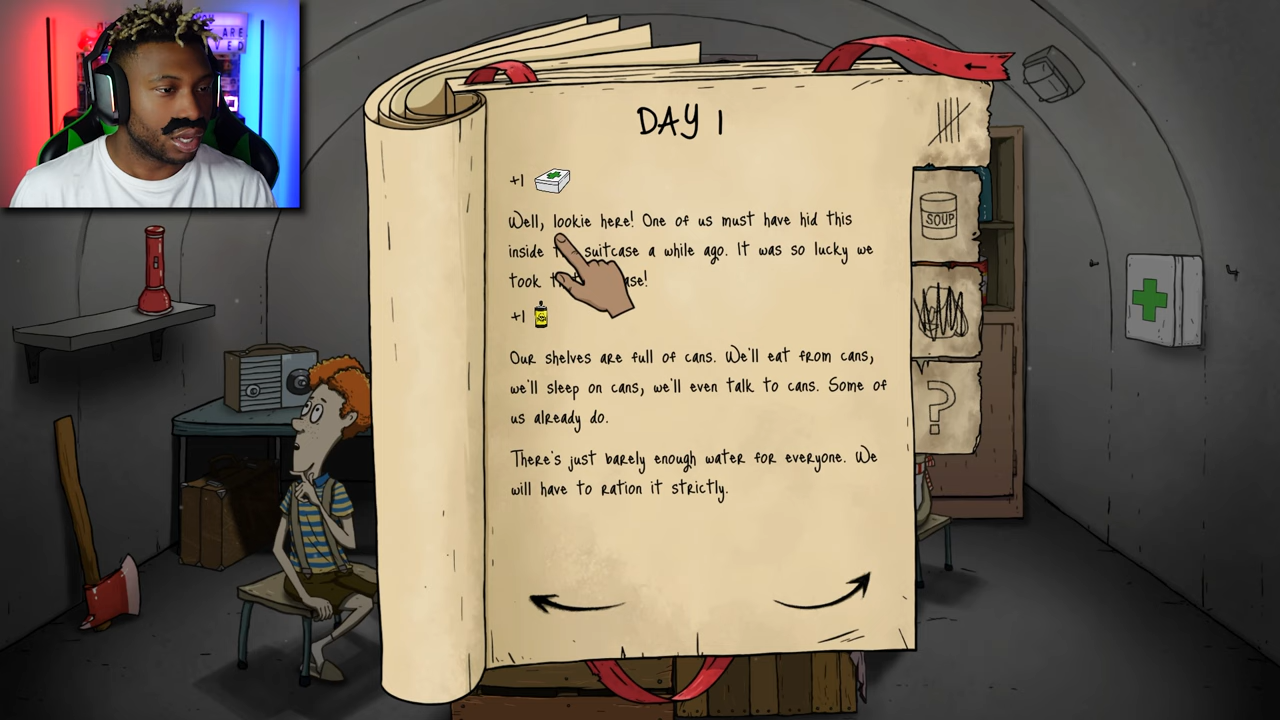 DAY 1
+1
Well, lookie here! One of us must have hid this
inside suitcase a while ago. It was so lucky we
took
+1
Our shelves are full of cans. We'll eat from cans,
we'll sleep on cans, we'll even talk to cans. Some of
us already do.
There's just barely enough water for everyone. We
will have to ration it strictly.
SOUP
?
ARE